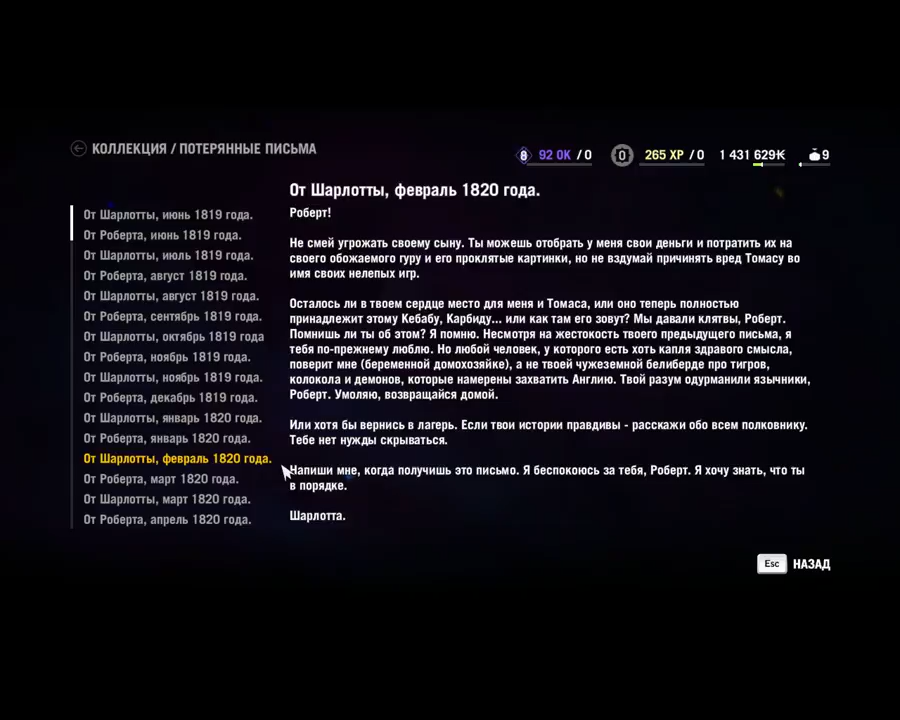 КОЛЛЕКЦИЯ / ПОТЕРЯННЫЕ ПИСЬМА
8 92 ОК / 0
0 265 XP / 0
1 431 629К
9
От Шарлотты, июнь 1819 года.
От Роберта, июнь 1819 года.
От Шарлотты, июль 1819 года.
От Роберта, август 1819 года.
От Шарлотты, август 1819 года.
От Роберта, сентябрь 1819 года.
От Шарлотты, октябрь 1819 года
От Роберта, ноябрь 1819 года.
От Шарлотты, ноябрь 1819 года.
От Роберта, декабрь 1819 года.
От Шарлотты, январь 1820 года.
От Роберта, январь 1820 года.
От Шарлотты, февраль 1820 года.
От Роберта, март 1820 года.
От Шарлотты, март 1820 года.
От Роберта, апрель 1820 года.
От Шарлотты, февраль 1820 года.
Роберт!
Не смей угрожать своему сыну. Ты можешь отобрать у меня свои деньги и потратить их на
своего обожаемого гуру и его проклятые картинки, но не вздумай причинять вред Томасу во
имя своих нелепых игр.
Осталось ли в твоем сердце место для меня и Томаса, или оно теперь полностью
принадлежит этому Кебабу, Карбиду... или как там его зовут? Мы давали клятвы, Роберт.
Помнишь ли ты об этом? Я помню. Несмотря на жестокость твоего предыдущего письма, я
тебя по-прежнему люблю. Но любой человек, у которого есть хоть капля здравого смысла,
поверит мне (беременной домохозяйке), а не твоей чужеземной белиберде про тигров,
колокола и демонов, которые намерены захватить Англию. Твой разум одурманили язычники,
Роберт. Умоляю, возвращайся домой.
Или хотя бы вернись в лагерь. Если твои истории правдивы - расскажи обо всем полковнику.
Тебе нет нужды скрываться.
Напиши мне, когда получишь это письмо. Я беспокоюсь за тебя, Роберт. Я хочу знать, что ты
в порядке.
Шарлотта.
Esc НАЗАД